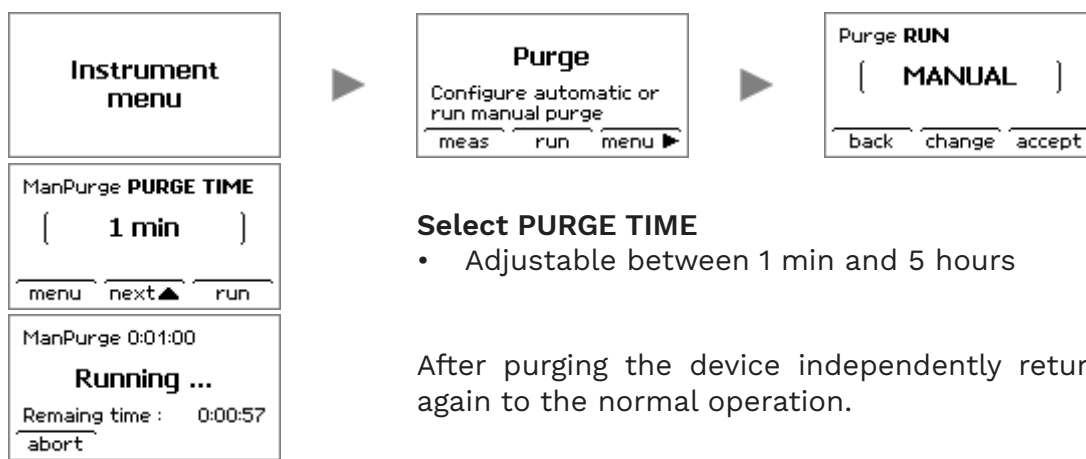 Instrument
menu
Purge
Configure automatic or
run manual purge
meas run menu ▶
Purge RUN
[ MANUAL ]
back change accept
ManPurge PURGE TIME
[ 1 min ]
menu next▲ run
Select PURGE TIME
• Adjustable between 1 min and 5 hours
ManPurge 0:01:00
Running ...
Remaing time : 0:00:57
abort
After purging the device independently retur
again to the normal operation.